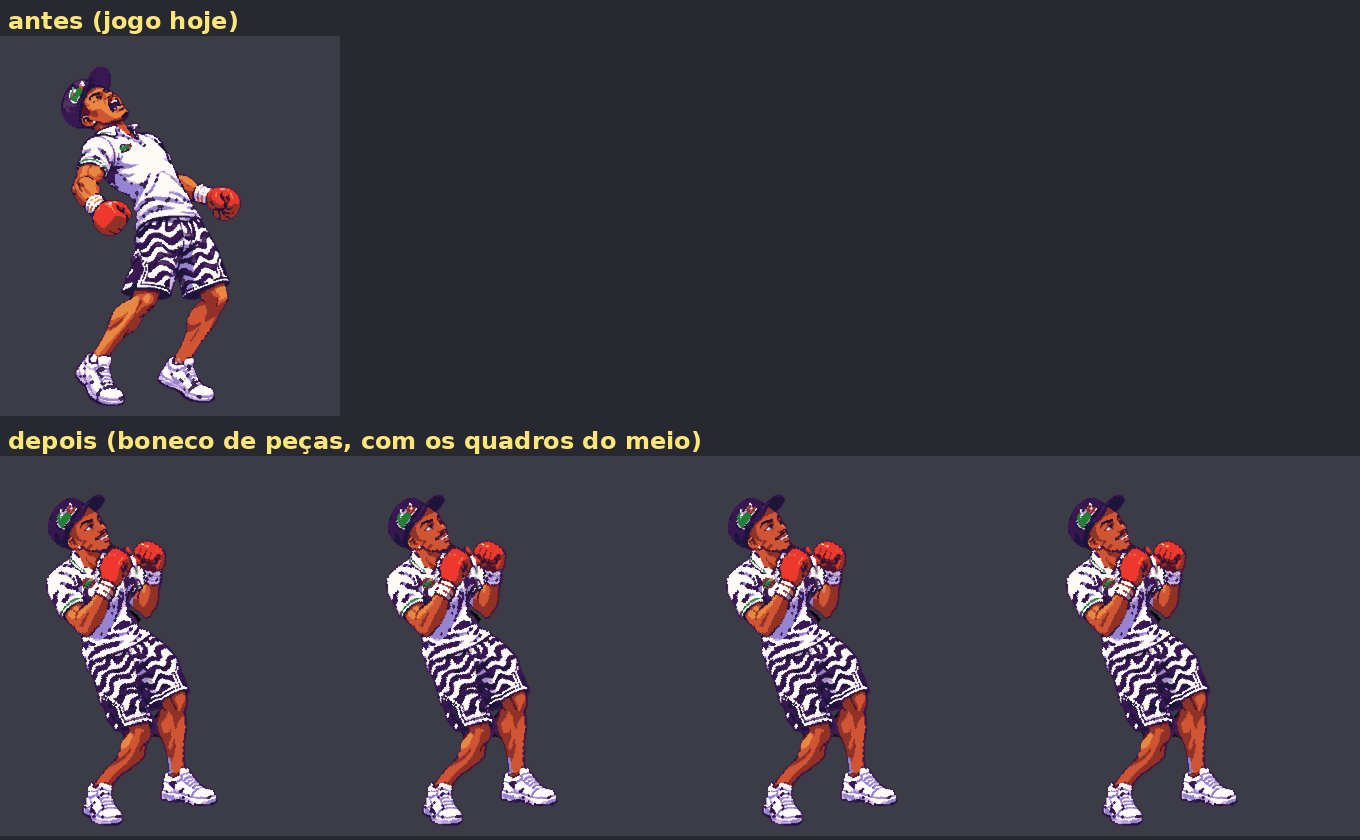 antes (jogo hoje)
depois (boneco de peças, com os quadros do meio)